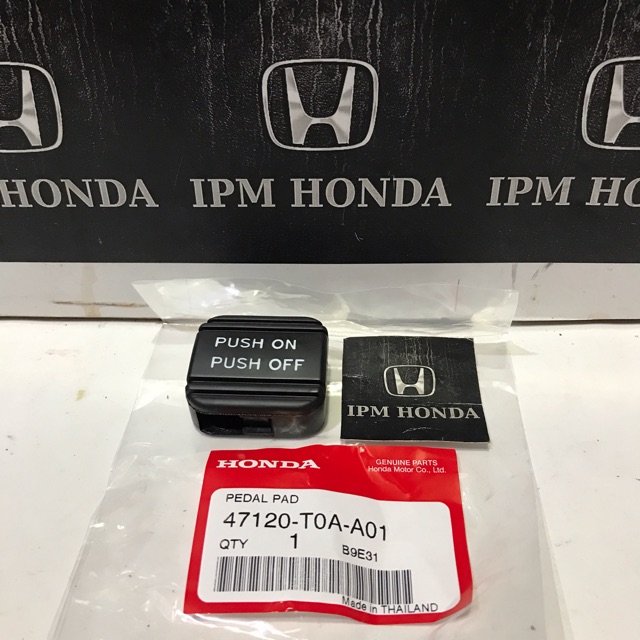 HONDA
IPM HONDA
IPM HONDA
PUSH ON
PUSH OFF
IPM HONDA
HONDA
GENUINE PARTS
Honda Motor Co., Ltd.
PEDAL PAD
47120-T0A-A01
QTY 1 B9E31
Made in THAILAND